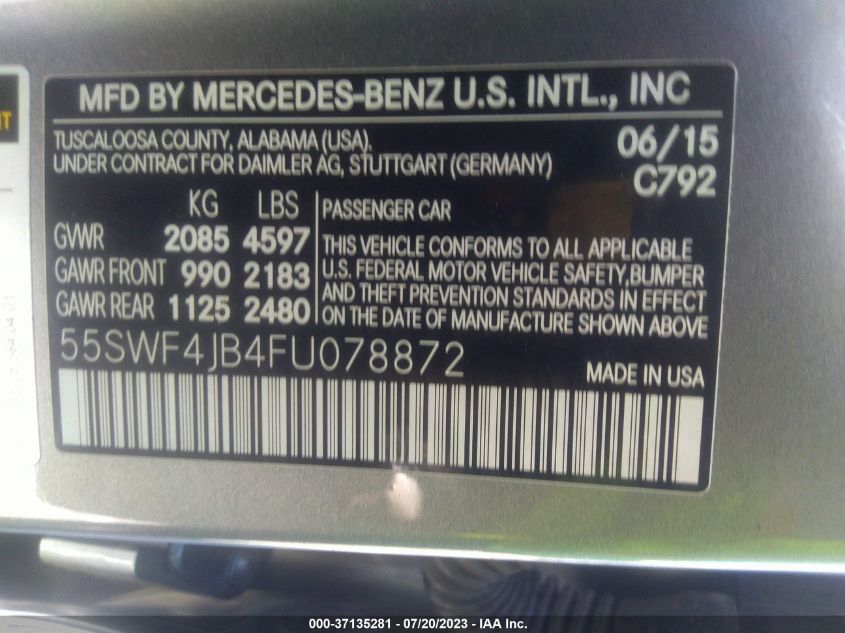 MFD BY MERCEDES-BENZ U.S. INTL., INC
TUSCALOOSA COUNTY, ALABAMA (USA),
UNDER CONTRACT FOR DAIMLER AG, STUTTGART (GERMANY)
06/15
C792
KG LBS
GVWR 2085 4597
GAWR FRONT 990 2183
GAWR REAR 1125 2480
PASSENGER CAR
THIS VEHICLE CONFORMS TO ALL APPLICABLE
U.S. FEDERAL MOTOR VEHICLE SAFETY,BUMPER
AND THEFT PREVENTION STANDARDS IN EFFECT
ON THE DATE OF MANUFACTURE SHOWN ABOVE
55SWF4JB4FU078872
MADE IN USA
000-37135281 - 07/20/2023 - IAA Inc.